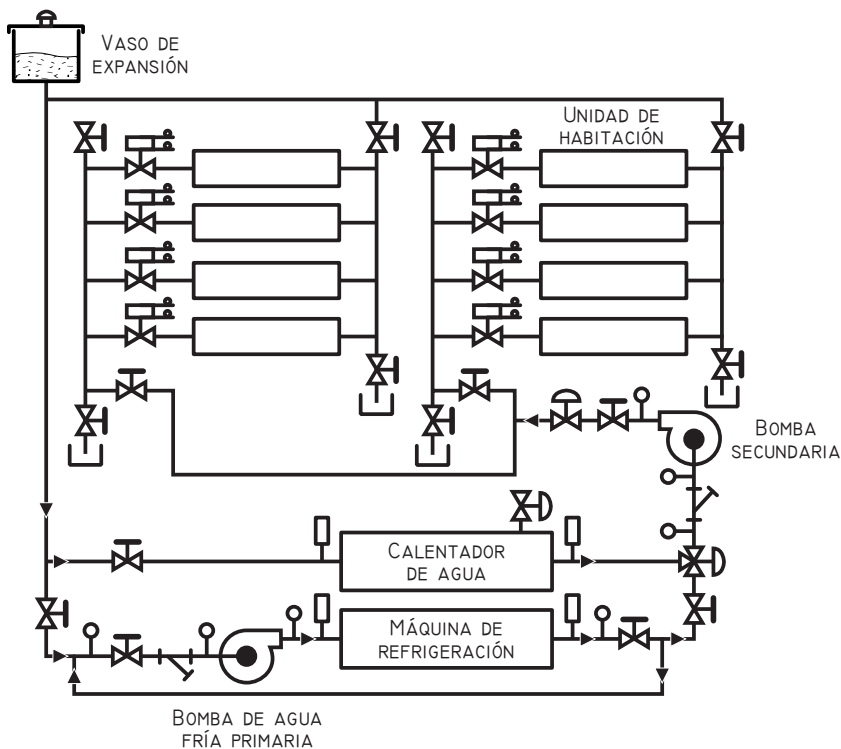 VASO DE
EXPANSIÓN
UNIDAD DE
HABITACIÓN
BOMBA
SECUNDARIA
CALENTADOR
DE AGUA
MÁQUINA DE
REFRIGERACIÓN
BOMBA DE AGUA
FRÍA PRIMARIA